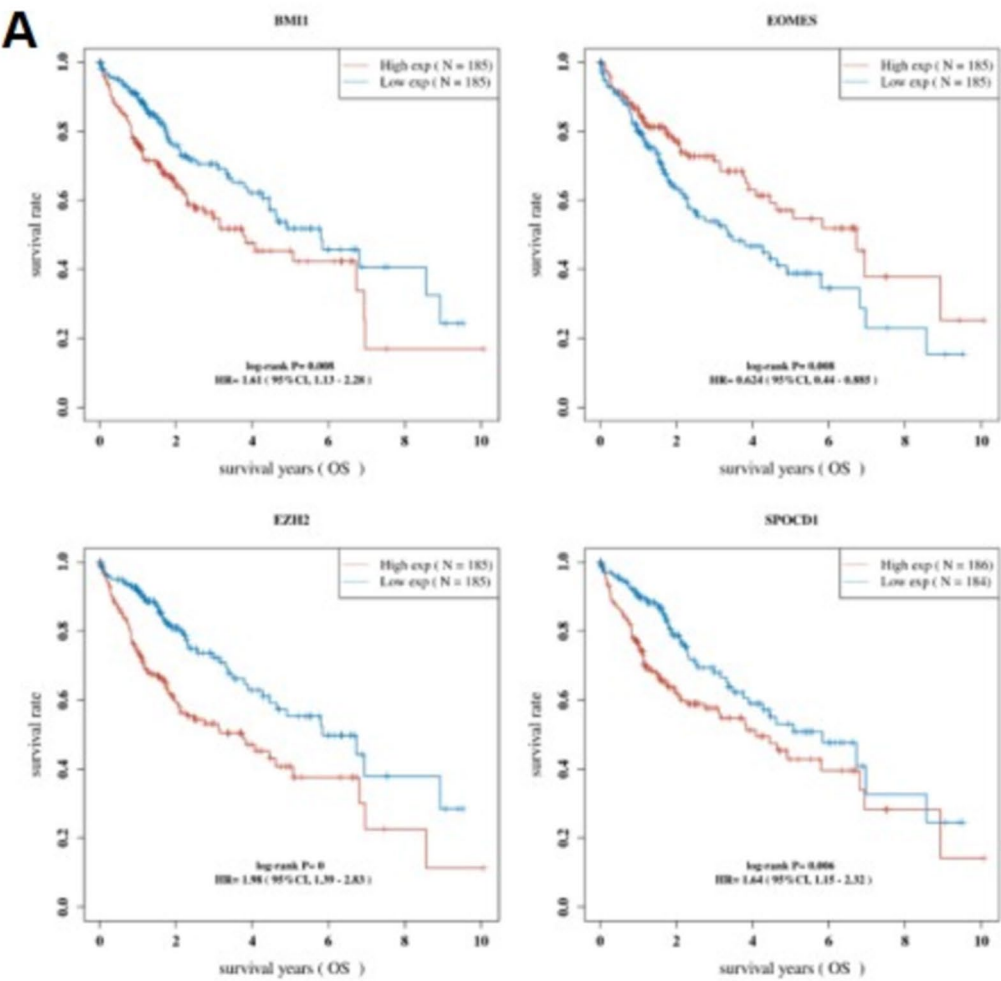 A
BMI1
High exp ( N = 185)
Low exp ( N = 185)
survival rate
1.0
0.8
0.6
0.4
0.2
0.0
log-rank P= 0.008
HR= 1.61 ( 95%CI, 1.13 - 2.28 )
0 2 4 6 8 10
survival years ( OS )
EOMES
High exp ( N = 185)
Low exp ( N = 185)
survival rate
1.0
0.8
0.6
0.4
0.2
0.0
log-rank P= 0.008
HR= 0.624 ( 95%CI, 0.44 - 0.885 )
0 2 4 6 8 10
survival years ( OS )
EZH2
High exp ( N = 185)
Low exp ( N = 185)
survival rate
1.0
0.8
0.6
0.4
0.2
0.0
log-rank P= 0
HR= 1.98 ( 95%CI, 1.39 - 2.83 )
0 2 4 6 8 10
survival years ( OS )
SPOCD1
High exp ( N = 186)
Low exp ( N = 184)
survival rate
1.0
0.8
0.6
0.4
0.2
0.0
log-rank P= 0.006
HR= 1.64 ( 95%CI, 1.15 - 2.32 )
0 2 4 6 8 10
survival years ( OS )